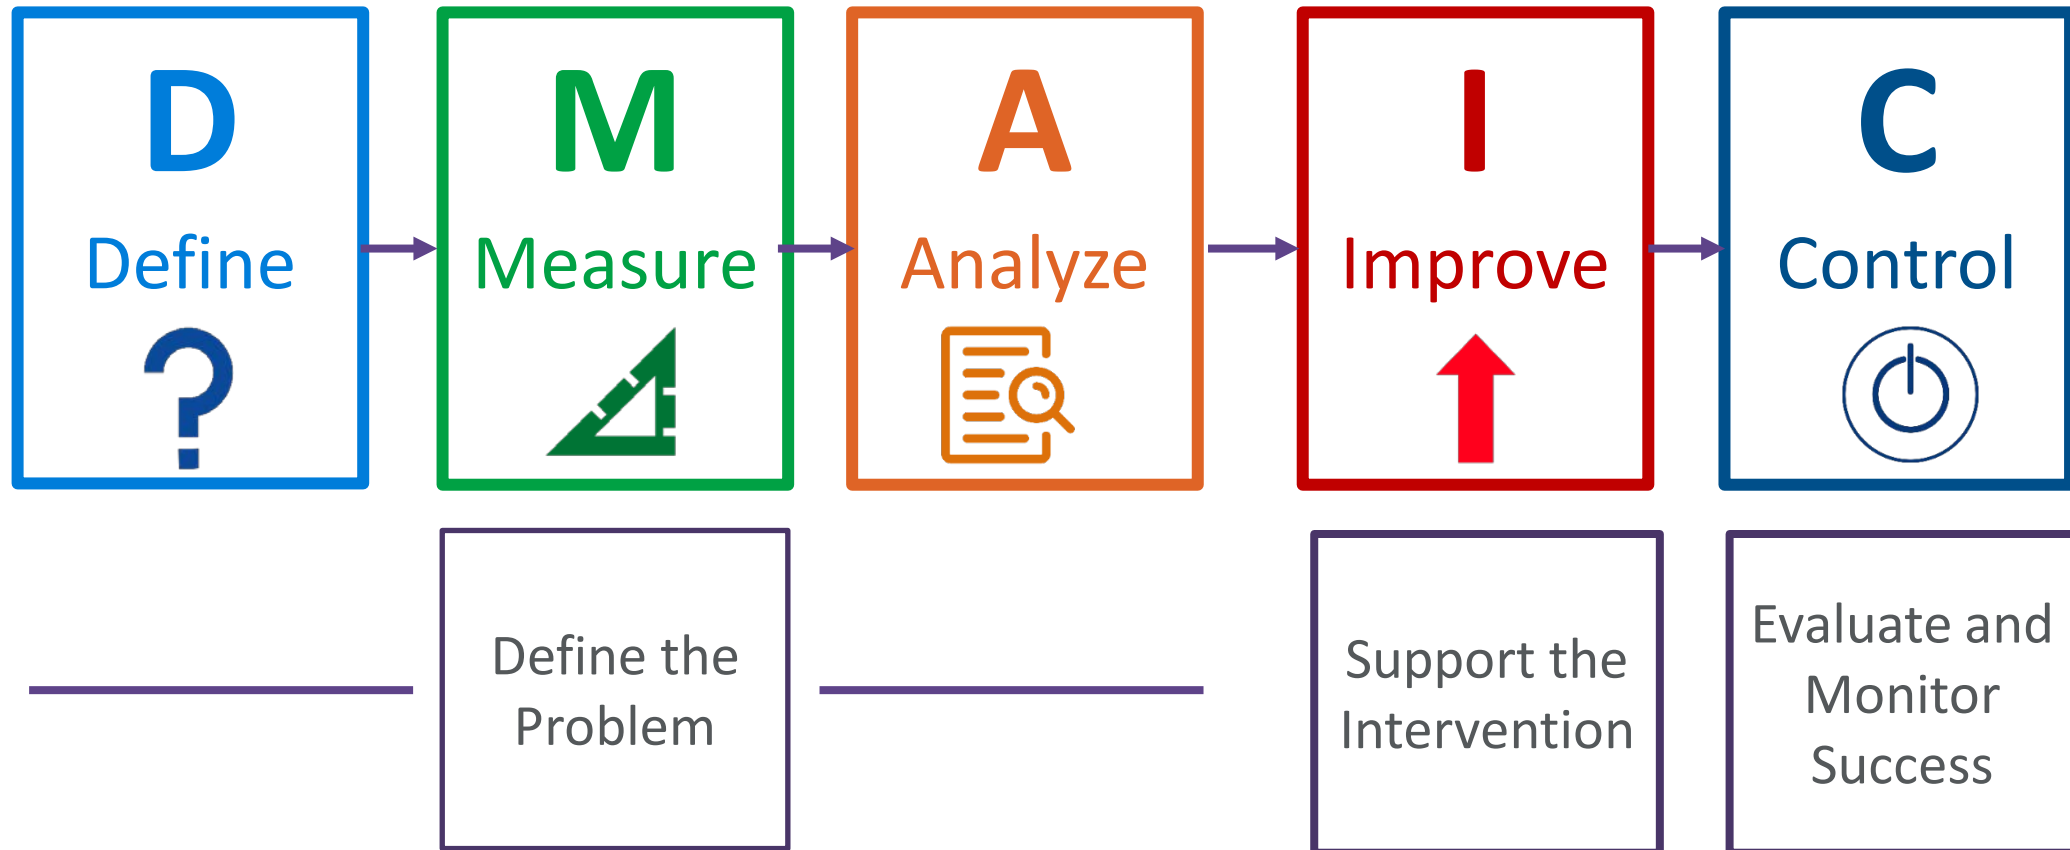 D
Define
M
Measure
A
Analyze
I
Improve
C
Control
Define the
Problem
Support the
Intervention
Evaluate and
Monitor
Success